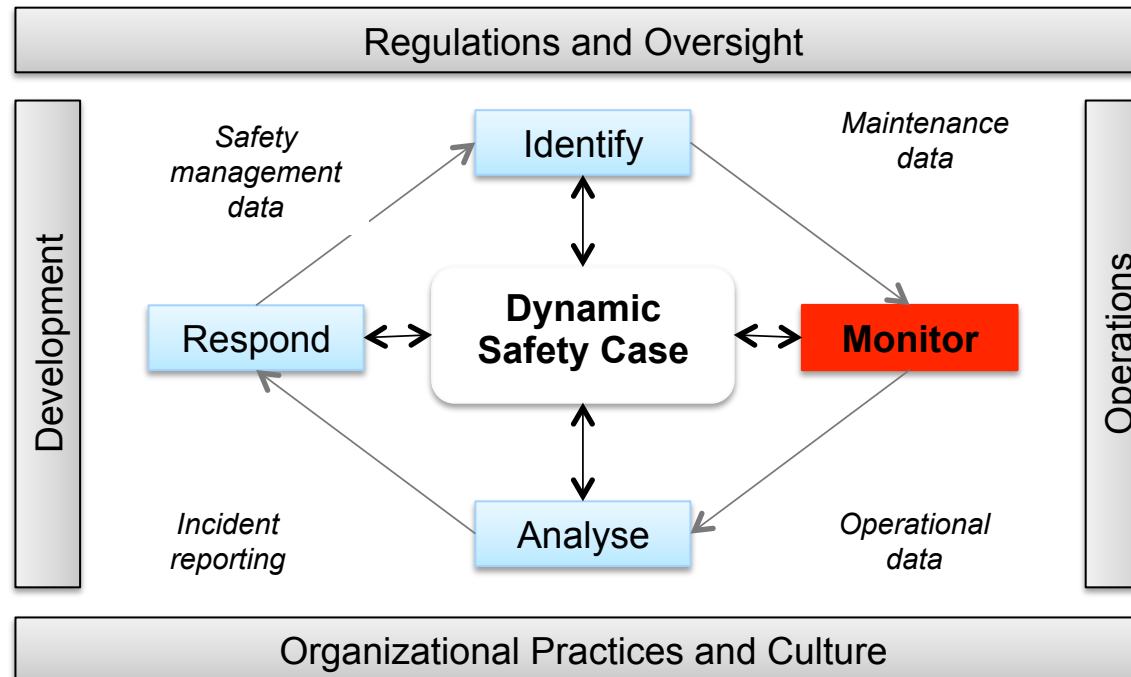 Regulations and Oversight
Safety
management
data
Identify
Maintenance
data
Development
Respond
Dynamic
Safety Case
Monitor
Operations
Incident
reporting
Analyse
Operational
data
Organizational Practices and Culture